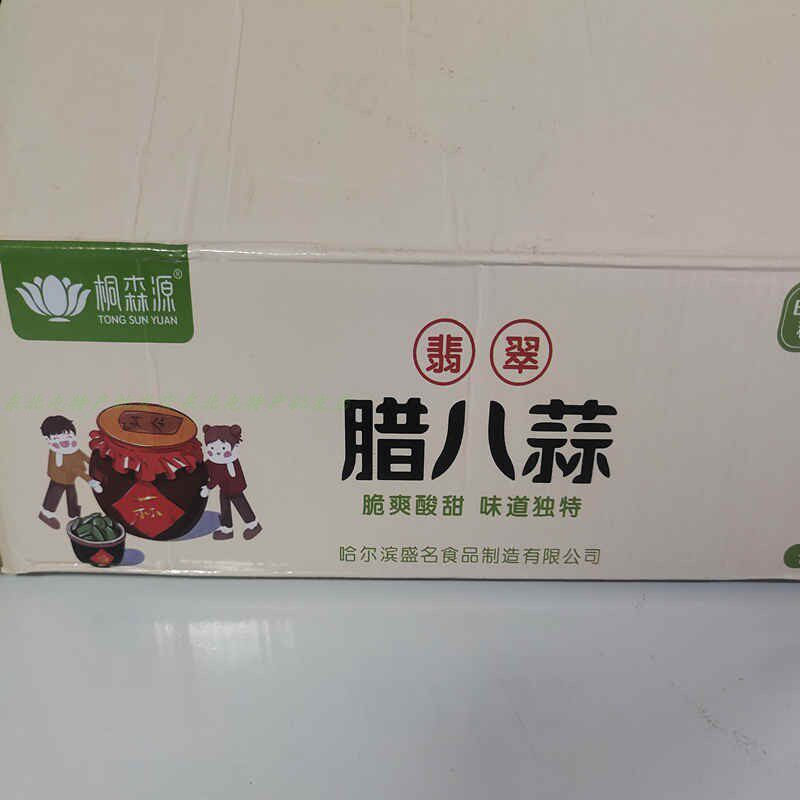 桐森源®
TONG SUN YUAN
翡翠
腊八蒜
脆爽酸甜 味道独特
哈尔滨盛名食品制造有限公司
蒜